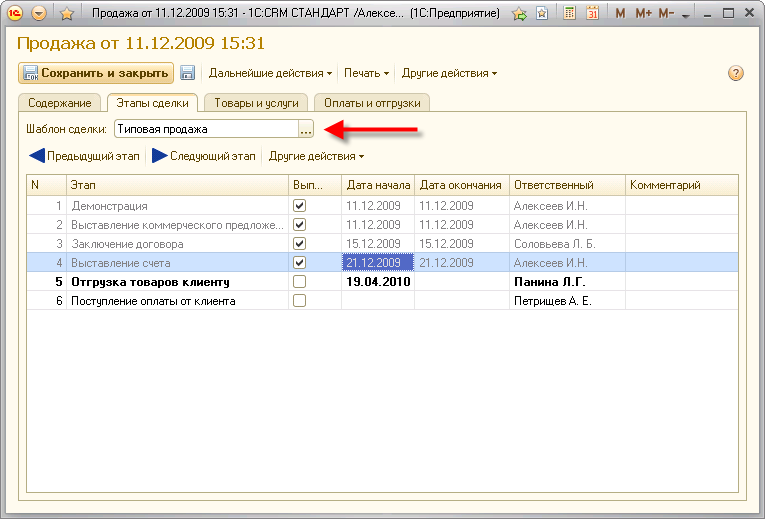 Продажа от 11.12.2009 15:31 - 1С:CRM СТАНДАРТ /Алексе... (1С:Предприятие) M M+ M-
Продажа от 11.12.2009 15:31
Сохранить и закрыть Дальнейшие действия Печать Другие действия ?
Содержание Этапы сделки Товары и услуги Оплаты и отгрузки
Шаблон сделки: Типовая продажа ...
Предыдущий этап Следующий этап Другие действия
N Этап Вып... Дата начала Дата окончания Ответственный Комментарий
1 Демонстрация 11.12.2009 11.12.2009 Алексеев И.Н.
2 Выставление коммерческого предложе... 11.12.2009 11.12.2009 Алексеев И.Н.
3 Заключение договора 15.12.2009 15.12.2009 Соловьева Л. Б.
4 Выставление счета 21.12.2009 21.12.2009 Алексеев И.Н.
5 Отгрузка товаров клиенту 19.04.2010 Панина Л.Г.
6 Поступление оплаты от клиента Петрищев А. Е.